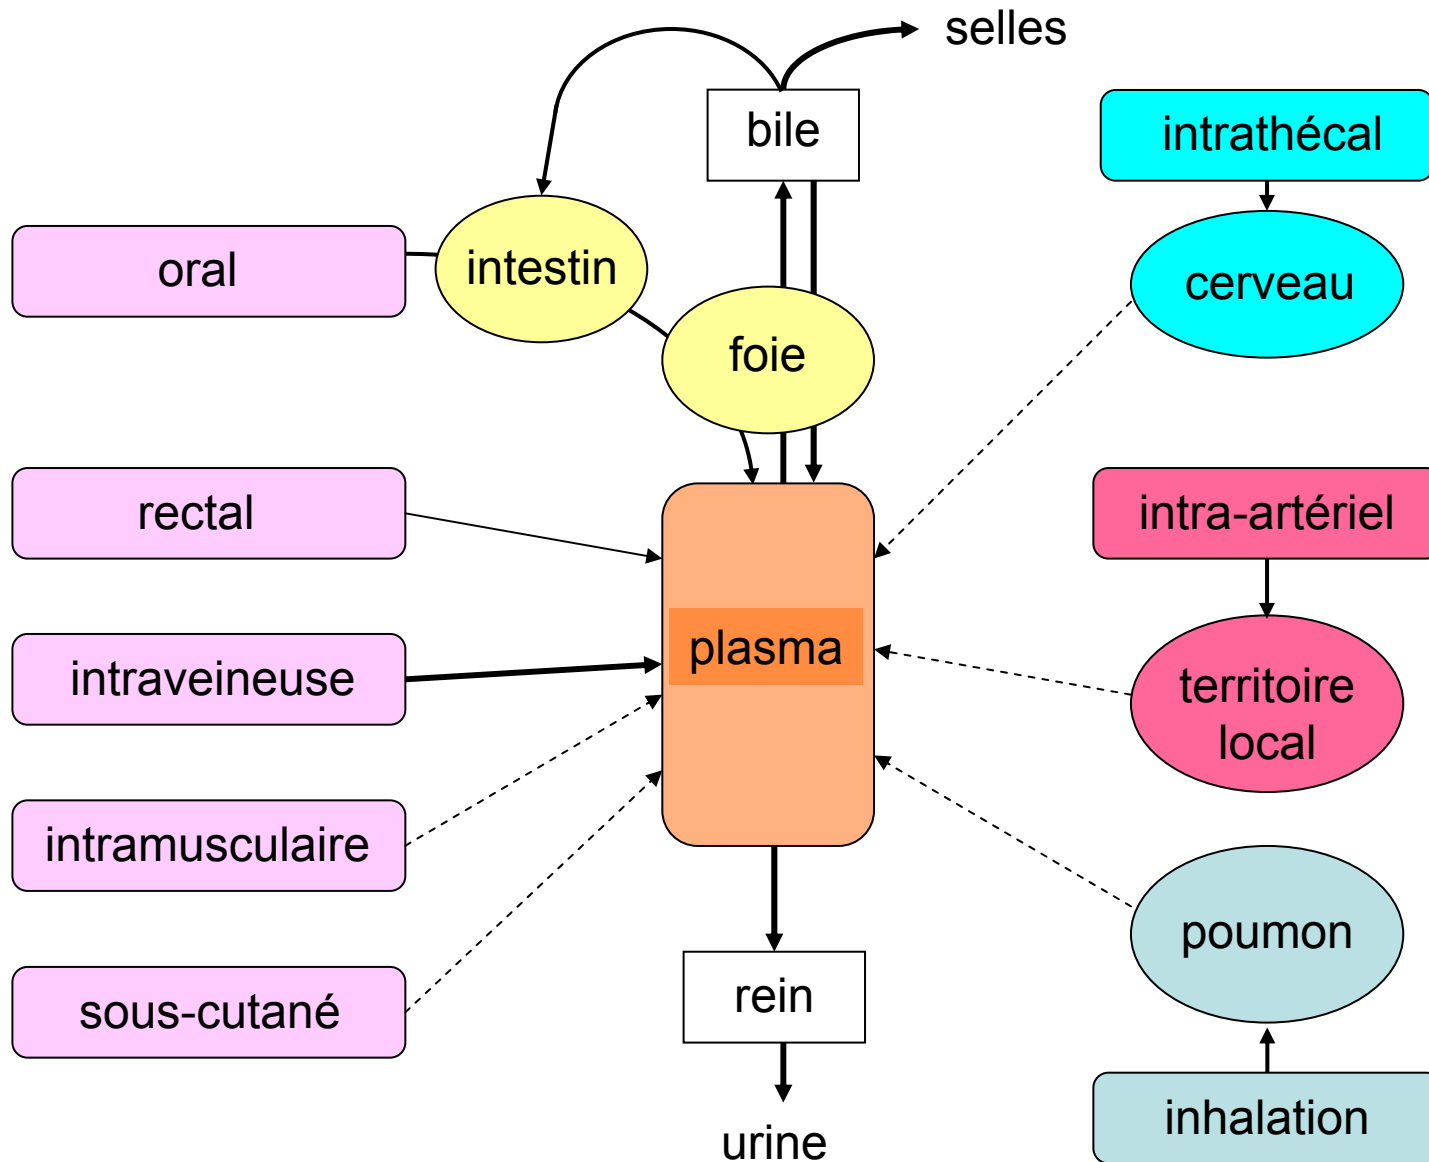 selles
bile
intrathécal
oral
intestin
cerveau
foie
rectal
intra-artériel
intraveineuse
plasma
territoire
local
intramusculaire
poumon
sous-cutané
rein
inhalation
urine